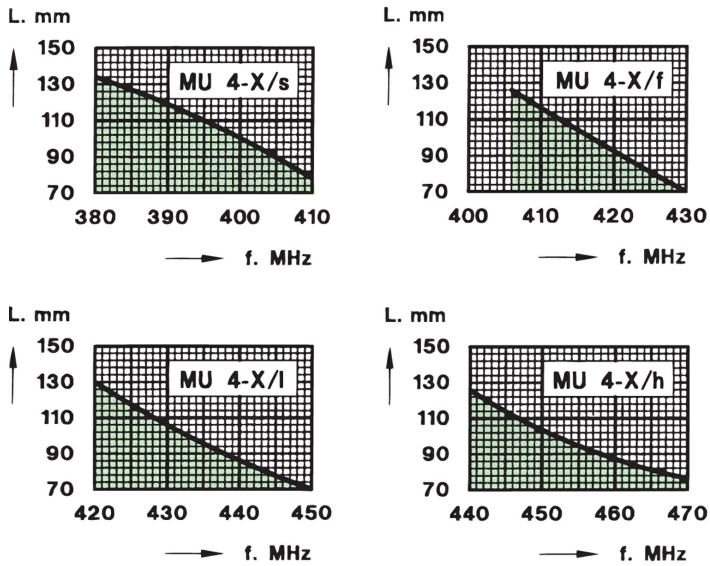 L. mm
150
130
110
90
70
MU 4-X/s
380 390 400 410
f. MHz
L. mm
150
130
110
90
70
MU 4-X/f
400 410 420 430
f. MHz
L. mm
150
130
110
90
70
MU 4-X/l
420 430 440 450
f. MHz
L. mm
150
130
110
90
70
MU 4-X/h
440 450 460 470
f. MHz